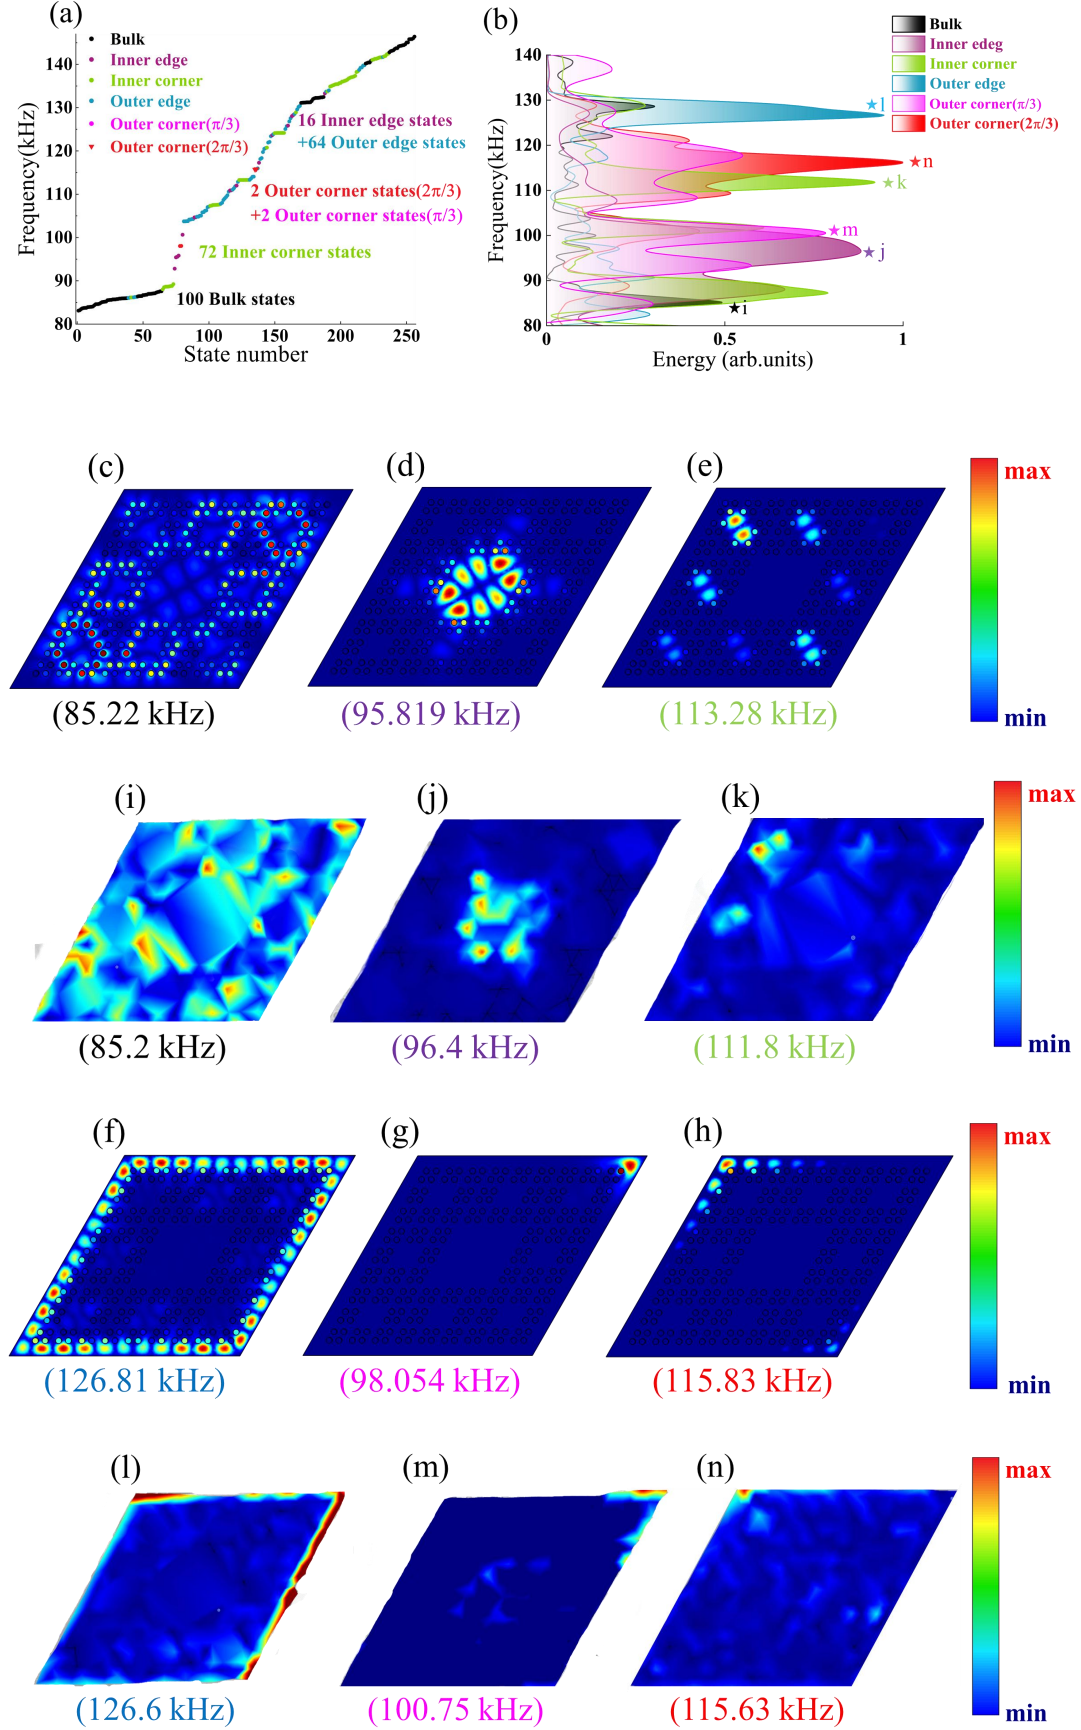 (a)
Bulk
Inner edge
Inner corner
Outer edge
Outer corner(π/3)
Outer corner(2π/3)
16 Inner edge states
+64 Outer edge states
2 Outer corner states(2π/3)
+2 Outer corner states(π/3)
72 Inner corner states
100 Bulk states
Frequency(kHz)
140
130
120
110
100
90
80
0 50 100 150 200 250
State number
(b)
Bulk
Inner edeg
Inner corner
Outer edge
Outer corner(π/3)
Outer corner(2π/3)
Frequency(kHz)
140
130
120
110
100
90
80
l
n
k
m
j
i
0 0.5 1
Energy (arb.units)
(c) (d) (e)
max
min
(85.22 kHz) (95.819 kHz) (113.28 kHz)
(i) (j) (k)
max
min
(85.2 kHz) (96.4 kHz) (111.8 kHz)
(f) (g) (h)
max
min
(126.81 kHz) (98.054 kHz) (115.83 kHz)
(l) (m) (n)
max
min
(126.6 kHz) (100.75 kHz) (115.63 kHz)